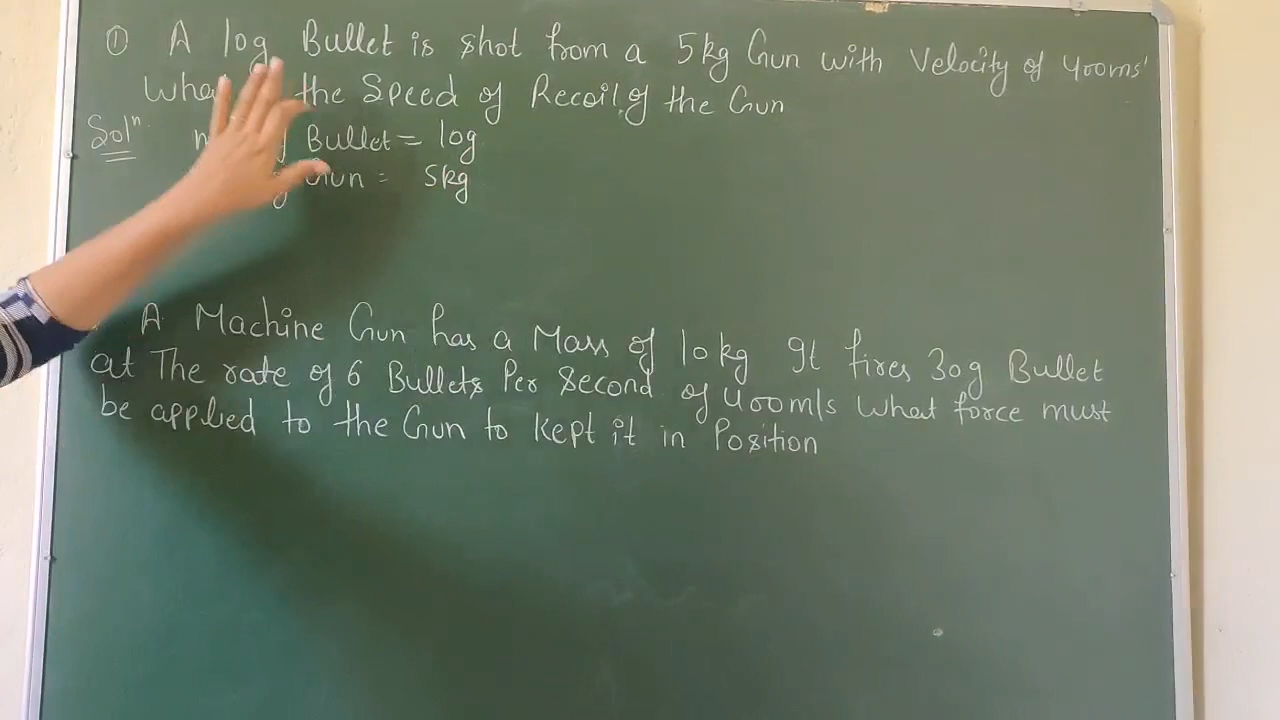 ① A 10g Bullet is shot from a 5kg Gun with Velocity of 400ms'
the Speed of Recoil of the Gun
Solⁿ Bullet = 10g
Gun = 5kg
A Machine Gun has a Mass of 10kg It fires 30g Bullet
at The rate of 6 Bullets Per Second of 400m/s What force must
be applied to the Gun to kept it in Position